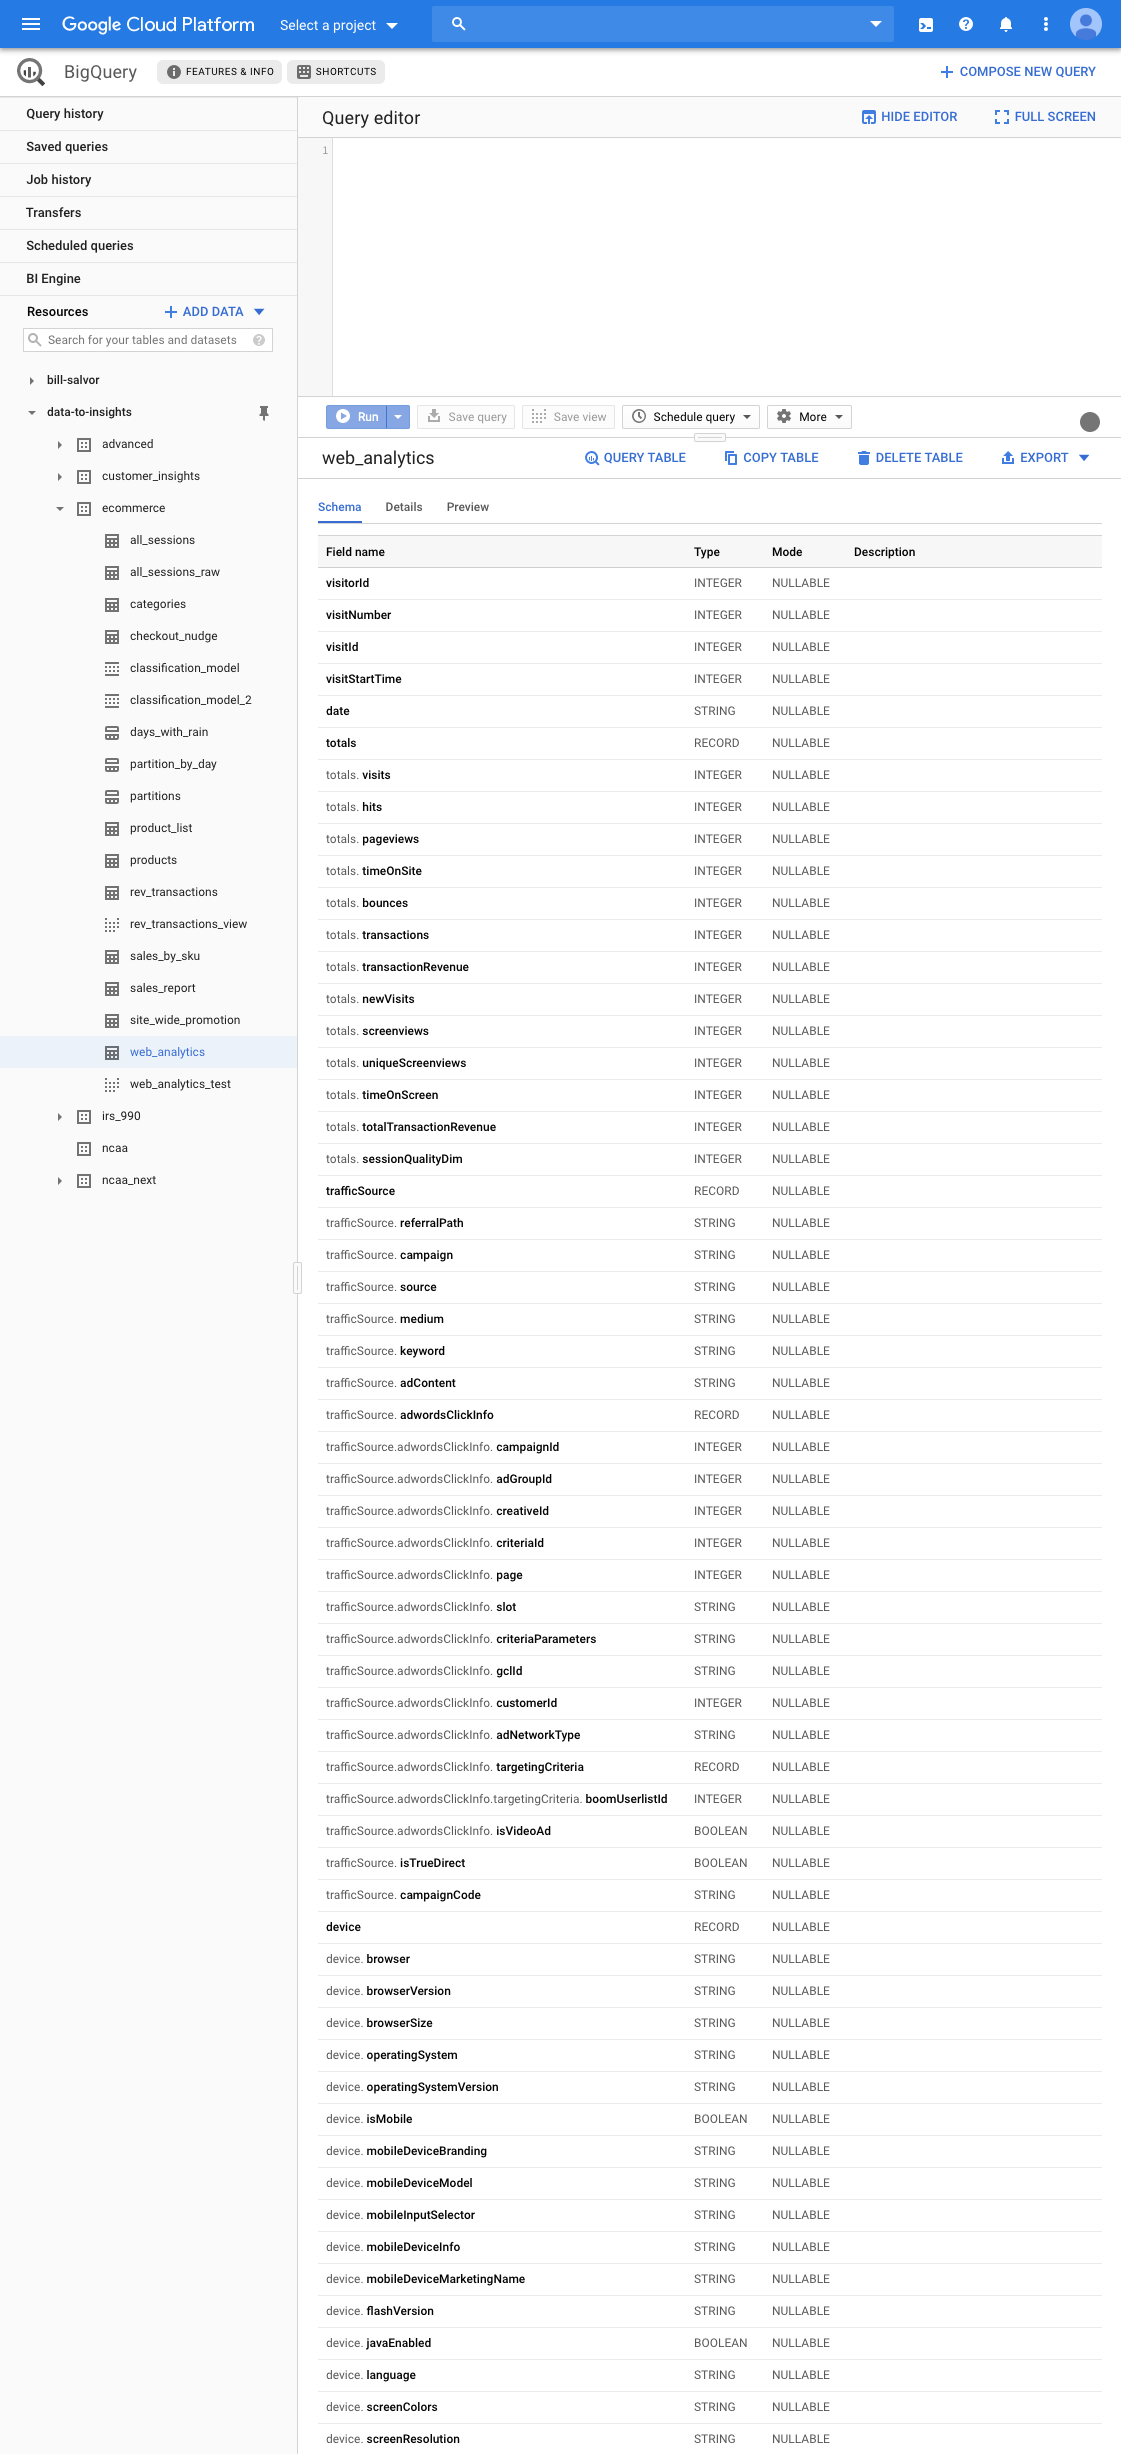 Google Cloud Platform Select a project
BigQuery FEATURES & INFO SHORTCUTS COMPOSE NEW QUERY
Query history
Saved queries
Job history
Transfers
Scheduled queries
BI Engine
Resources ADD DATA
Search for your tables and datasets
bill-salvor
data-to-insights
advanced
customer_insights
ecommerce
all_sessions
all_sessions_raw
categories
checkout_nudge
classification_model
classification_model_2
days_with_rain
partition_by_day
partitions
product_list
products
rev_transactions
rev_transactions_view
sales_by_sku
sales_report
site_wide_promotion
web_analytics
web_analytics_test
irs_990
ncaa
ncaa_next
Query editor HIDE EDITOR FULL SCREEN
1
Run Save query Save view Schedule query More
web_analytics QUERY TABLE COPY TABLE DELETE TABLE EXPORT
Schema Details Preview
Field name Type Mode Description
visitorId INTEGER NULLABLE
visitNumber INTEGER NULLABLE
visitId INTEGER NULLABLE
visitStartTime INTEGER NULLABLE
date STRING NULLABLE
totals RECORD NULLABLE
totals. visits INTEGER NULLABLE
totals. hits INTEGER NULLABLE
totals. pageviews INTEGER NULLABLE
totals. timeOnSite INTEGER NULLABLE
totals. bounces INTEGER NULLABLE
totals. transactions INTEGER NULLABLE
totals. transactionRevenue INTEGER NULLABLE
totals. newVisits INTEGER NULLABLE
totals. screenviews INTEGER NULLABLE
totals. uniqueScreenviews INTEGER NULLABLE
totals. timeOnScreen INTEGER NULLABLE
totals. totalTransactionRevenue INTEGER NULLABLE
totals. sessionQualityDim INTEGER NULLABLE
trafficSource RECORD NULLABLE
trafficSource. referralPath STRING NULLABLE
trafficSource. campaign STRING NULLABLE
trafficSource. source STRING NULLABLE
trafficSource. medium STRING NULLABLE
trafficSource. keyword STRING NULLABLE
trafficSource. adContent STRING NULLABLE
trafficSource. adwordsClickInfo RECORD NULLABLE
trafficSource.adwordsClickInfo. campaignId INTEGER NULLABLE
trafficSource.adwordsClickInfo. adGroupId INTEGER NULLABLE
trafficSource.adwordsClickInfo. creativeId INTEGER NULLABLE
trafficSource.adwordsClickInfo. criteriaId INTEGER NULLABLE
trafficSource.adwordsClickInfo. page INTEGER NULLABLE
trafficSource.adwordsClickInfo. slot STRING NULLABLE
trafficSource.adwordsClickInfo. criteriaParameters STRING NULLABLE
trafficSource.adwordsClickInfo. gclId STRING NULLABLE
trafficSource.adwordsClickInfo. customerId INTEGER NULLABLE
trafficSource.adwordsClickInfo. adNetworkType STRING NULLABLE
trafficSource.adwordsClickInfo. targetingCriteria RECORD NULLABLE
trafficSource.adwordsClickInfo.targetingCriteria. boomUserlistId INTEGER NULLABLE
trafficSource.adwordsClickInfo. isVideoAd BOOLEAN NULLABLE
trafficSource. isTrueDirect BOOLEAN NULLABLE
trafficSource. campaignCode STRING NULLABLE
device RECORD NULLABLE
device. browser STRING NULLABLE
device. browserVersion STRING NULLABLE
device. browserSize STRING NULLABLE
device. operatingSystem STRING NULLABLE
device. operatingSystemVersion STRING NULLABLE
device. isMobile BOOLEAN NULLABLE
device. mobileDeviceBranding STRING NULLABLE
device. mobileDeviceModel STRING NULLABLE
device. mobileInputSelector STRING NULLABLE
device. mobileDeviceInfo STRING NULLABLE
device. mobileDeviceMarketingName STRING NULLABLE
device. flashVersion STRING NULLABLE
device. javaEnabled BOOLEAN NULLABLE
device. language STRING NULLABLE
device. screenColors STRING NULLABLE
device. screenResolution STRING NULLABLE